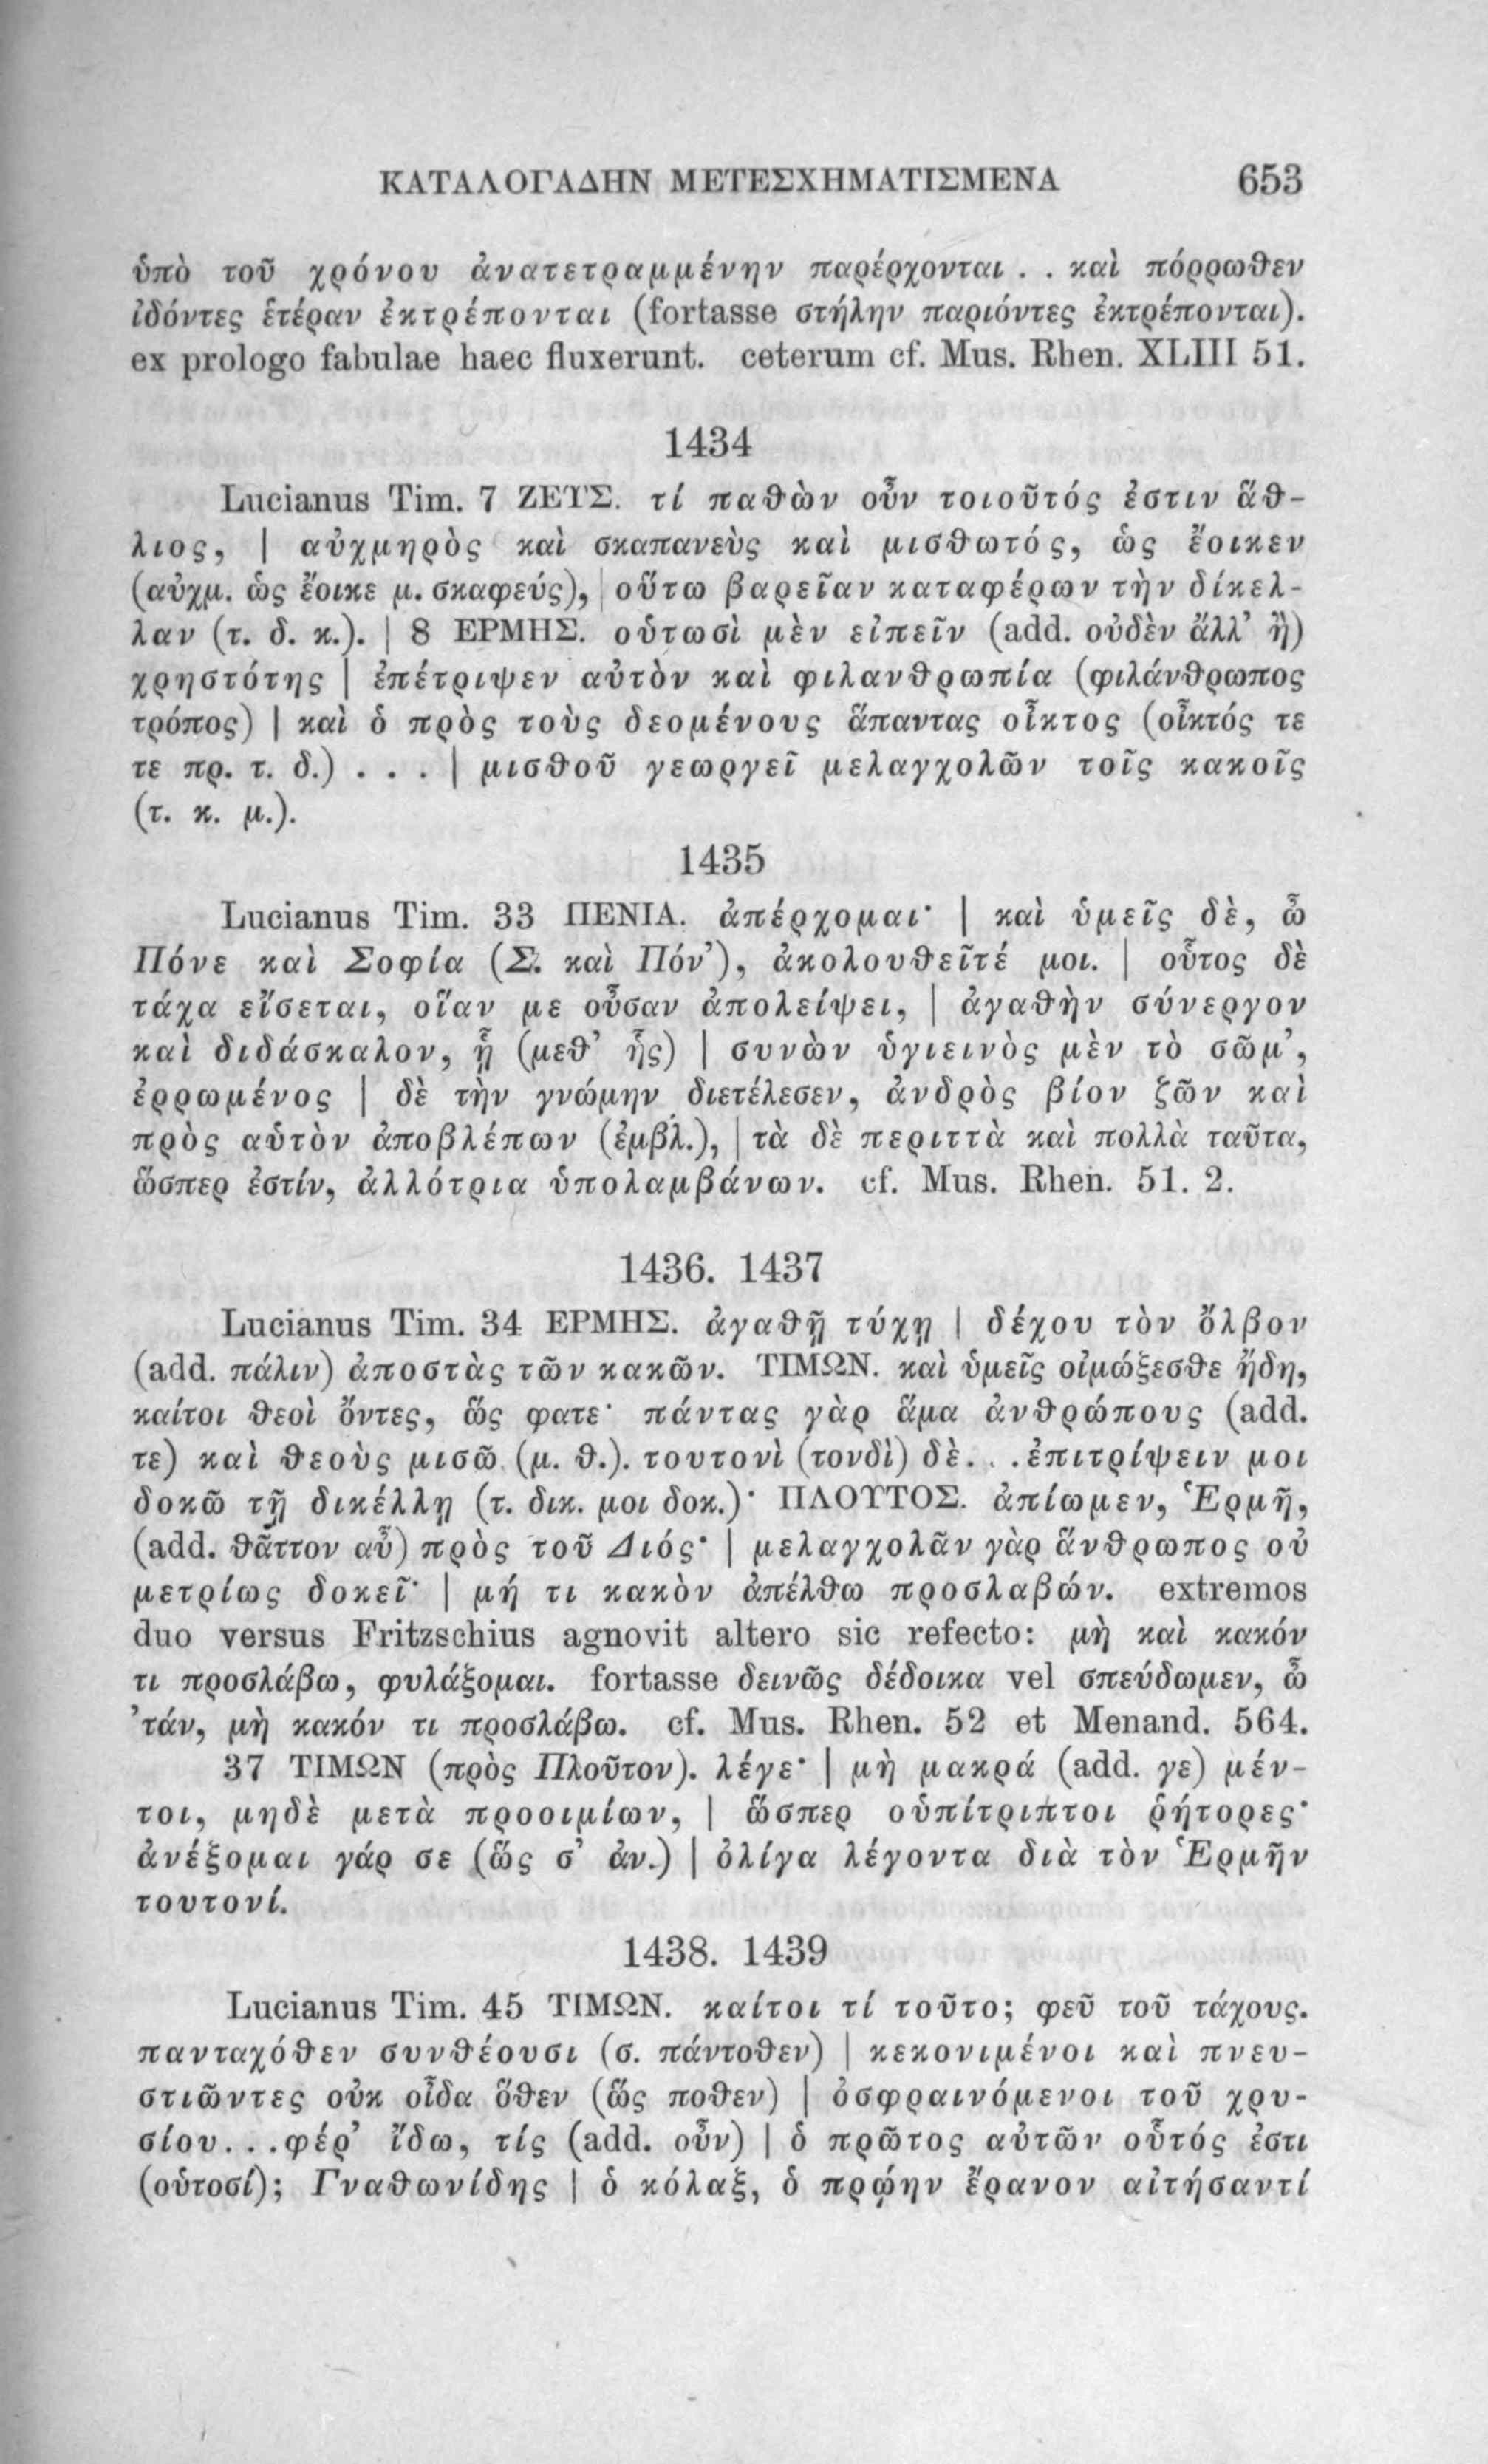 ΚΑΤΑΛΟΓΑΔΗΝ ΜΕΤΕΣΧΗΜΑΤΙΣΜΕΝΑ 653
ὑπὸ τοῦ χρόνου ἀνατετραμμένην παρέρχονται . . καὶ πόρρωθεν
ἰδόντες ἑτέραν ἐκτρέπονται (fortasse στήλην παριόντες ἐκτρέπονται).
ex prologo fabulae haec fluxerunt. ceterum cf. Mus. Rhen. XLIII 51.
1434
Lucianus Tim. 7 ΖΕΥΣ. τί παθὼν οὖν τοιοῦτός ἐστιν ἄθ-
λιος, | αὐχμηρὸς καὶ σκαπανεὺς καὶ μισθωτός, ὡς ἔοικεν
(αὐχμ. ὡς ἔοικε μ. σκαφεύς), | οὕτω βαρεῖαν καταφέρων τὴν δίκελ-
λαν (τ. δ. κ.). | 8 ΕΡΜΗΣ. οὑτωσὶ μὲν εἰπεῖν (add. οὐδὲν ἄλλ’ ἢ)
χρηστότης | ἐπέτριψεν αὐτὸν καὶ φιλανθρωπία (φιλάνθρωπος
τρόπος) | καὶ ὁ πρὸς τοὺς δεομένους ἅπαντας οἶκτος (οἶκτός τε
τε πρ. τ. δ.) . . . | μισθοῦ γεωργεῖ μελαγχολῶν τοῖς κακοῖς
(τ. κ. μ.).
1435
Lucianus Tim. 33 ΠΕΝΙΑ. ἀπέρχομαι· | καὶ ὑμεῖς δὲ, ὦ
Πόνε καὶ Σοφία (Σ. καὶ Πόν’), ἀκολουθεῖτέ μοι. | οὗτος δὲ
τάχα εἴσεται, οἵαν με οὖσαν ἀπολείψει, | ἀγαθὴν σύνεργον
καὶ διδάσκαλον, ᾗ (μεθ’ ἧς) | συνὼν ὑγιεινὸς μὲν τὸ σῶμ’,
ἐρρωμένος | δὲ τὴν γνώμην διετέλεσεν, ἀνδρὸς βίον ζῶν καὶ
πρὸς αὑτὸν ἀποβλέπων (ἐμβλ.), | τὰ δὲ περιττὰ καὶ πολλὰ ταῦτα,
ὥσπερ ἐστίν, ἀλλότρια ὑπολαμβάνων. cf. Mus. Rhen. 51. 2.
1436. 1437
Lucianus Tim. 34 ΕΡΜΗΣ. ἀγαθῇ τύχῃ | δέχου τὸν ὄλβον
(add. πάλιν) ἀποστὰς τῶν κακῶν. ΤΙΜΩΝ. καὶ ὑμεῖς οἰμώξεσθε ἤδη,
καίτοι θεοὶ ὄντες, ὥς φατε· πάντας γὰρ ἅμα ἀνθρώπους (add.
τε) καὶ θεοὺς μισῶ (μ. θ.). τουτονὶ (τονδὶ) δὲ. . .ἐπιτρίψειν μοι
δοκῶ τῇ δικέλλῃ (τ. δικ. μοι δοκ.)· ΠΛΟΥΤΟΣ. ἀπίωμεν, Ἑρμῆ,
(add. θᾶττον αὖ) πρὸς τοῦ Διός· | μελαγχολᾶν γὰρ ἅνθρωπος οὐ
μετρίως δοκεῖ· | μή τι κακὸν ἀπέλθω προσλαβών. extremos
duo versus Fritzschius agnovit altero sic refecto: μὴ καὶ κακόν
τι προσλάβω, φυλάξομαι. fortasse δεινῶς δέδοικα vel σπεύδωμεν, ὦ
’τάν, μὴ κακόν τι προσλάβω. cf. Mus. Rhen. 52 et Menand. 564.
37 ΤΙΜΩΝ (πρὸς Πλοῦτον). λέγε· | μὴ μακρά (add. γε) μέν-
τοι, μηδὲ μετὰ προοιμίων, | ὥσπερ οὑπίτριπτοι ῥήτορες·
ἀνέξομαι γάρ σε (ὥς σ’ ἀν.) | ὀλίγα λέγοντα διὰ τὸν Ἑρμῆν
τουτονί.
1438. 1439
Lucianus Tim. 45 ΤΙΜΩΝ. καίτοι τί τοῦτο; φεῦ τοῦ τάχους.
πανταχόθεν συνθέουσι (σ. πάντοθεν) | κεκονιμένοι καὶ πνευ-
στιῶντες οὐκ οἶδα ὅθεν (ὥς ποθεν) | ὀσφραινόμενοι τοῦ χρυ-
σίου. . .φέρ’ ἴδω, τίς (add. οὖν) | ὁ πρῶτος αὐτῶν οὗτός ἐστι
(οὑτοσί); Γναθωνίδης | ὁ κόλαξ, ὁ πρῴην ἔρανον αἰτήσαντί